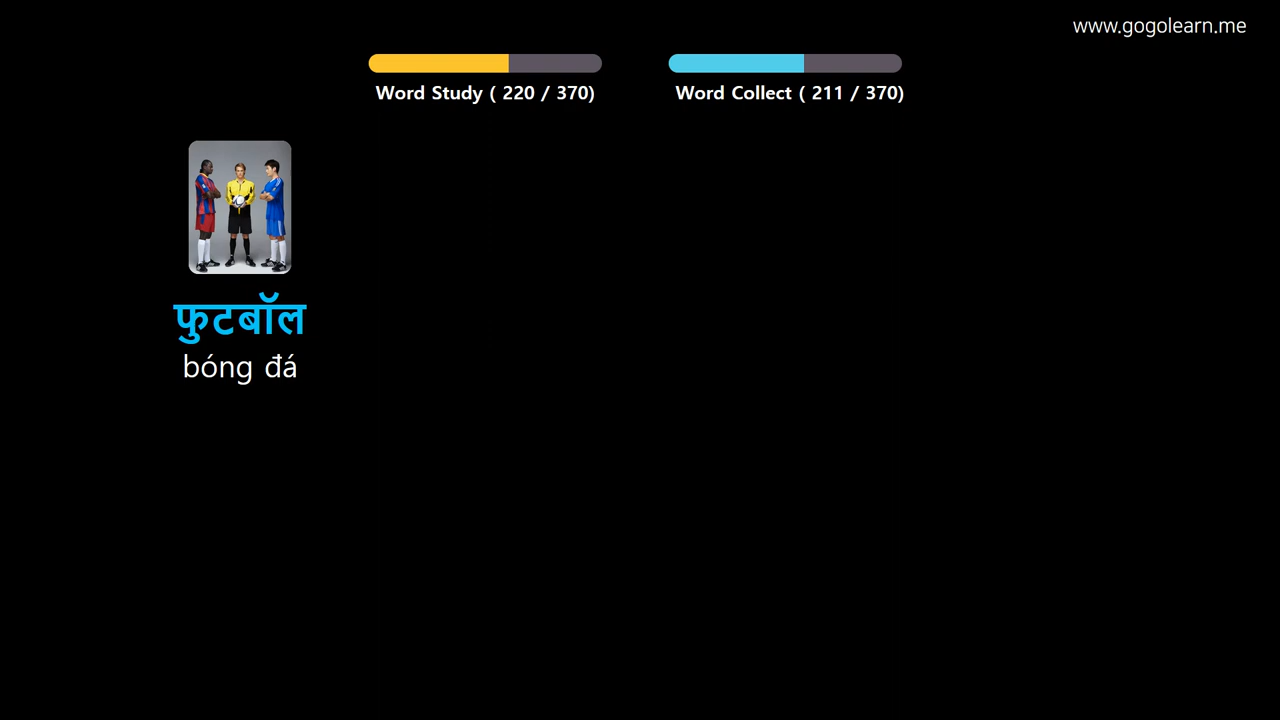 www.gogolearn.me
Word Study ( 220 / 370)
Word Collect ( 211 / 370)
फुटबॉल
bóng đá